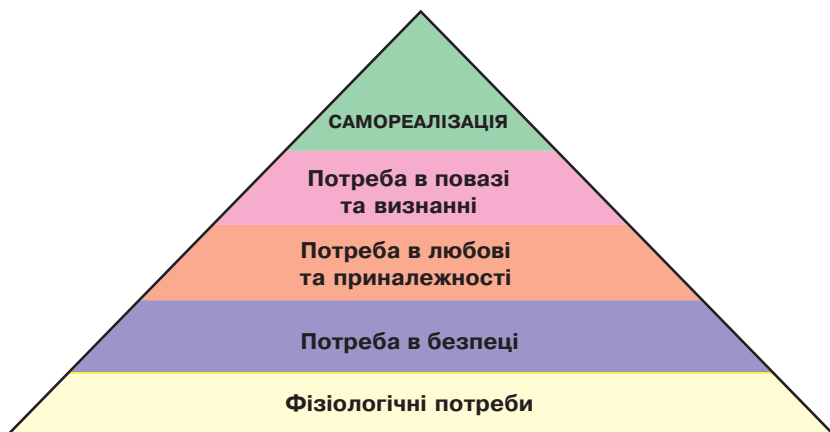 САМОРЕАЛІЗАЦІЯ
Потреба в повазі
та визнанні
Потреба в любові
та приналежності
Потреба в безпеці
Фізіологічні потреби